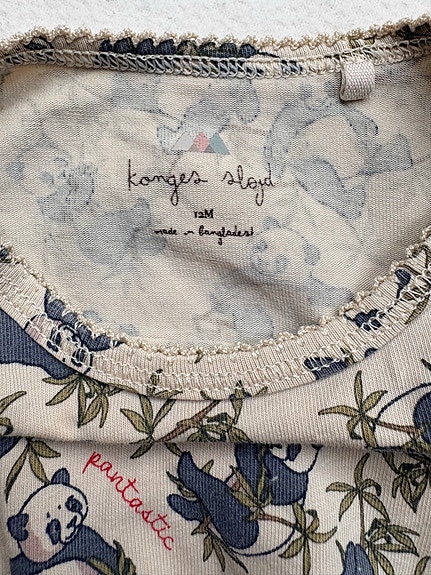 konges sløjd
12M
made in bangladesh
pantastic